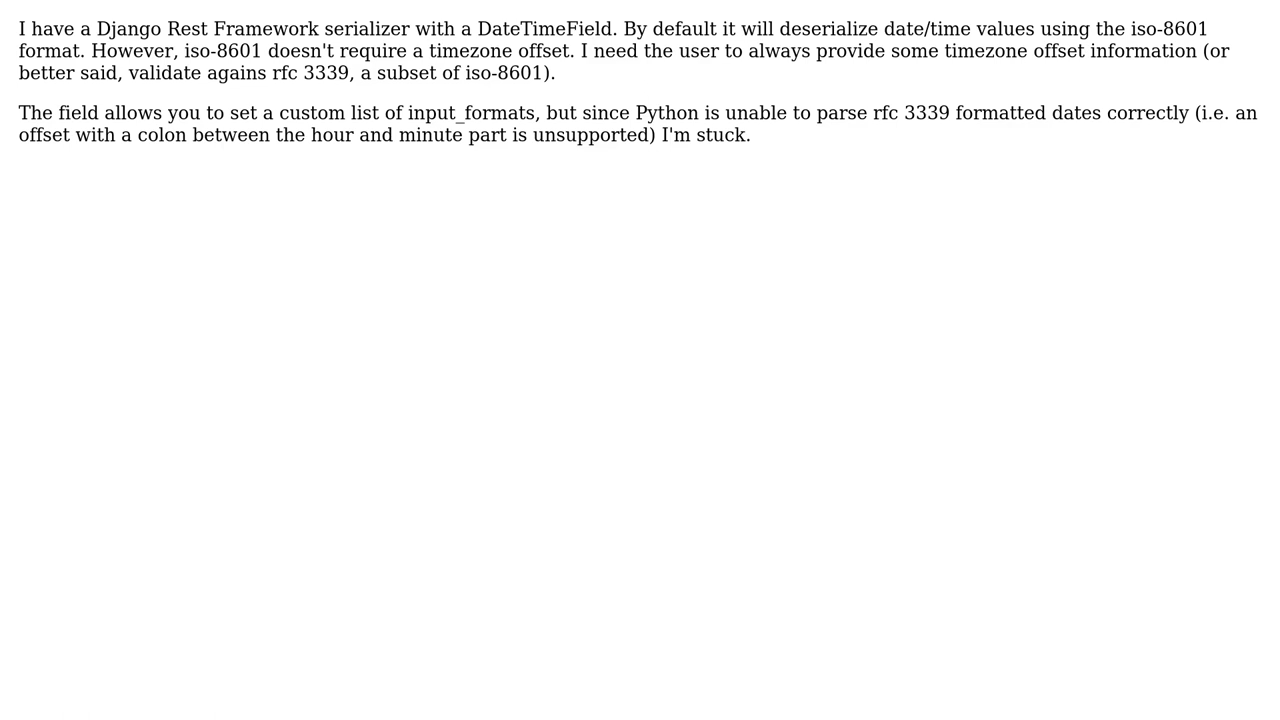 I have a Django Rest Framework serializer with a DateTimeField. By default it will deserialize date/time values using the iso-8601
format. However, iso-8601 doesn't require a timezone offset. I need the user to always provide some timezone offset information (or
better said, validate agains rfc 3339, a subset of iso-8601).
The field allows you to set a custom list of input_formats, but since Python is unable to parse rfc 3339 formatted dates correctly (i.e. an
offset with a colon between the hour and minute part is unsupported) I'm stuck.